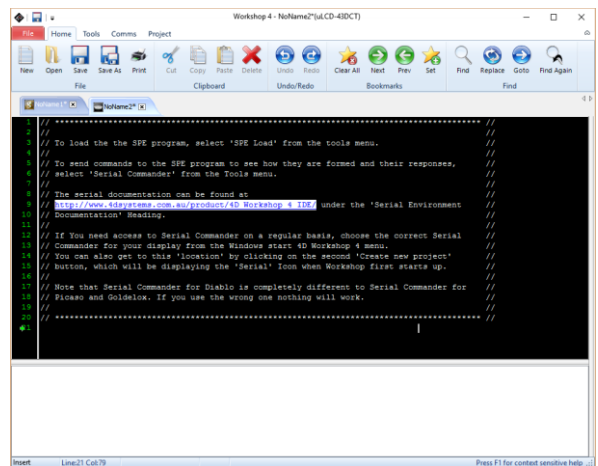 Workshop 4 - NoName2*(uLCD-43DCT)
File Home Tools Comms Project
New Open Save Save As Print Cut Copy Paste Delete Undo Redo Clear All Next Prev Set Find Replace Goto Find Again
File Clipboard Undo/Redo Bookmarks Find
NoName1* NoName2*
1 // ****************************************************************************************** //
2 // //
3 // To load the the SPE program, select 'SPE Load' from the tools menu. //
4 // //
5 // To send commands to the SPE program to see how they are formed and their responses, //
6 // select 'Serial Commander' from the Tools menu. //
7 // //
8 // The serial documentation can be found at //
9 // http://www.4dsystems.com.au/product/4D_Workshop_4_IDE/ under the 'Serial Environment //
10 // Documentation' Heading. //
11 // //
12 // If You need access to Serial Commander on a regular basis, choose the correct Serial //
13 // Commander for your display from the Windows start 4D Workshop 4 menu. //
14 // You can also get to this 'location' by clicking on the second 'Create new project' //
15 // button, which will be displaying the 'Serial' Icon when Workshop first starts up. //
16 // //
17 // Note that Serial Commander for Diablo is completely different to Serial Commander for //
18 // Picaso and Goldelox. If you use the wrong one nothing will work. //
19 // //
20 // ****************************************************************************************** //
21
Insert Line:21 Col:79 Press F1 for context sensitive help